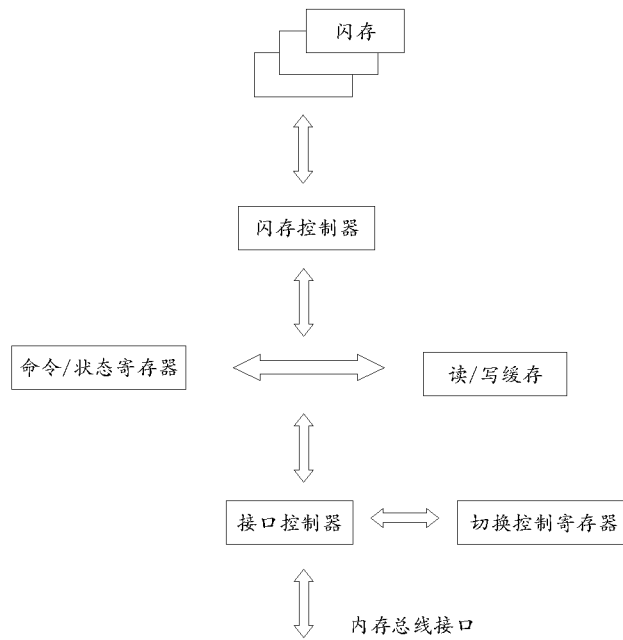 闪存
闪存控制器
命令/状态寄存器
读/写缓存
接口控制器
切换控制寄存器
内存总线接口